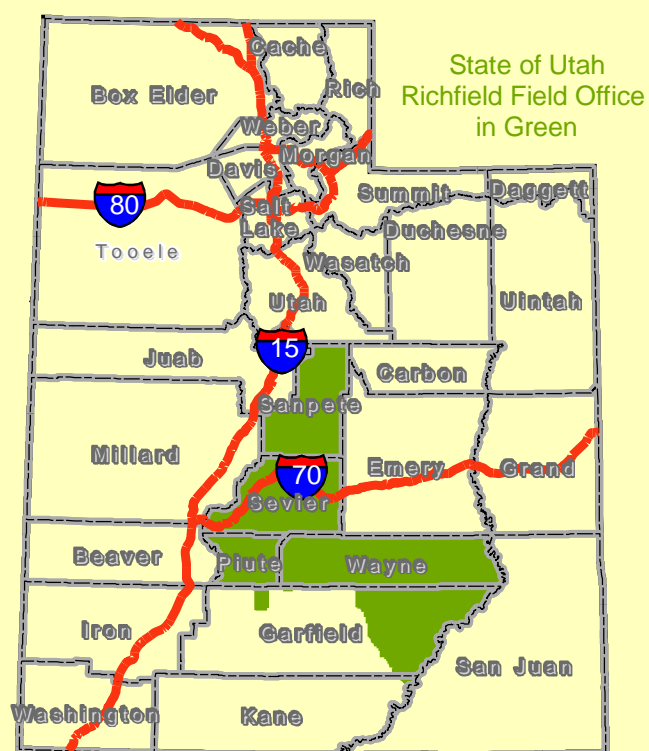 State of Utah
Richfield Field Office
in Green
Cache
Box Elder
Rich
Weber
Morgan
Davis
Summit
Daggett
80
Salt
Lake
Duchesne
Tooele
Wasatch
Utah
Uintah
15
Juab
Carbon
Sanpete
Millard
70
Emery
Grand
Sevier
Beaver
Piute
Wayne
Iron
Garfield
San Juan
Washington
Kane